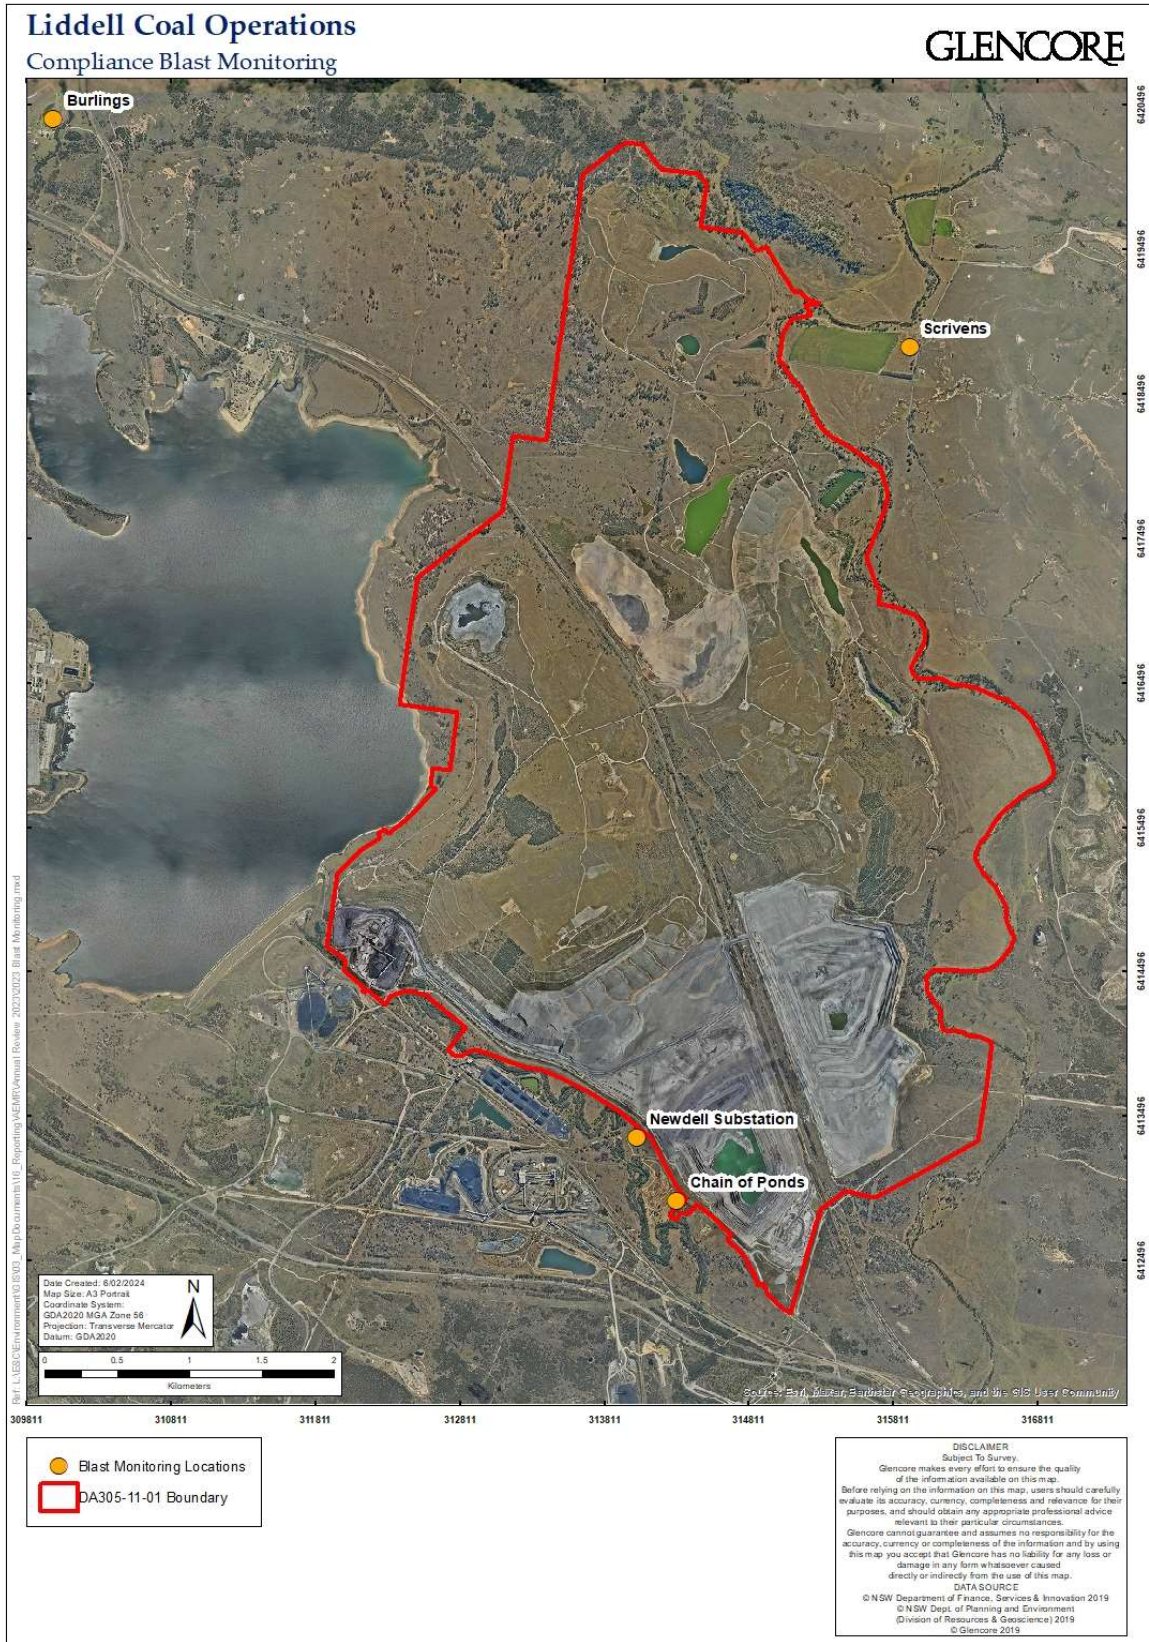 Liddell Coal Operations
Compliance Blast Monitoring
GLENCORE
Burlings
Scrivens
Newdell Substation
Chain of Ponds
6420496
6419496
6418496
6417496
6416496
6415496
6414496
6413496
6412496
Date Created: 6/02/2024
Map Size: A3 Portrait
Coordinate System:
GDA2020 MGA Zone 56
Projection: Transverse Mercator
Datum: GDA2020
N
0 0.5 1 1.5 2
Kilometers
Source: Esri, Maxar, Earthstar Geographics, and the GIS User Community
309811 310811 311811 312811 313811 314811 315811 316811
Blast Monitoring Locations
DA305-11-01 Boundary
DISCLAIMER
Subject To Survey.
Glencore makes every effort to ensure the quality
of the information available on this map.
Before relying on the information on this map, users should carefully
evaluate its accuracy, currency, completeness and relevance for their
purposes, and should obtain any appropriate professional advice
relevant to their particular circumstances.
Glencore cannot guarantee and assumes no responsibility for the
accuracy, currency or completeness of the information and by using
this map you accept that Glencore has no liability for any loss or
damage in any form whatsoever caused
directly or indirectly from the use of this map.
DATA SOURCE
© NSW Department of Finance, Services & Innovation 2019
© NSW Dept. of Planning and Environment
(Division of Resources & Geoscience) 2019
© Glencore 2019